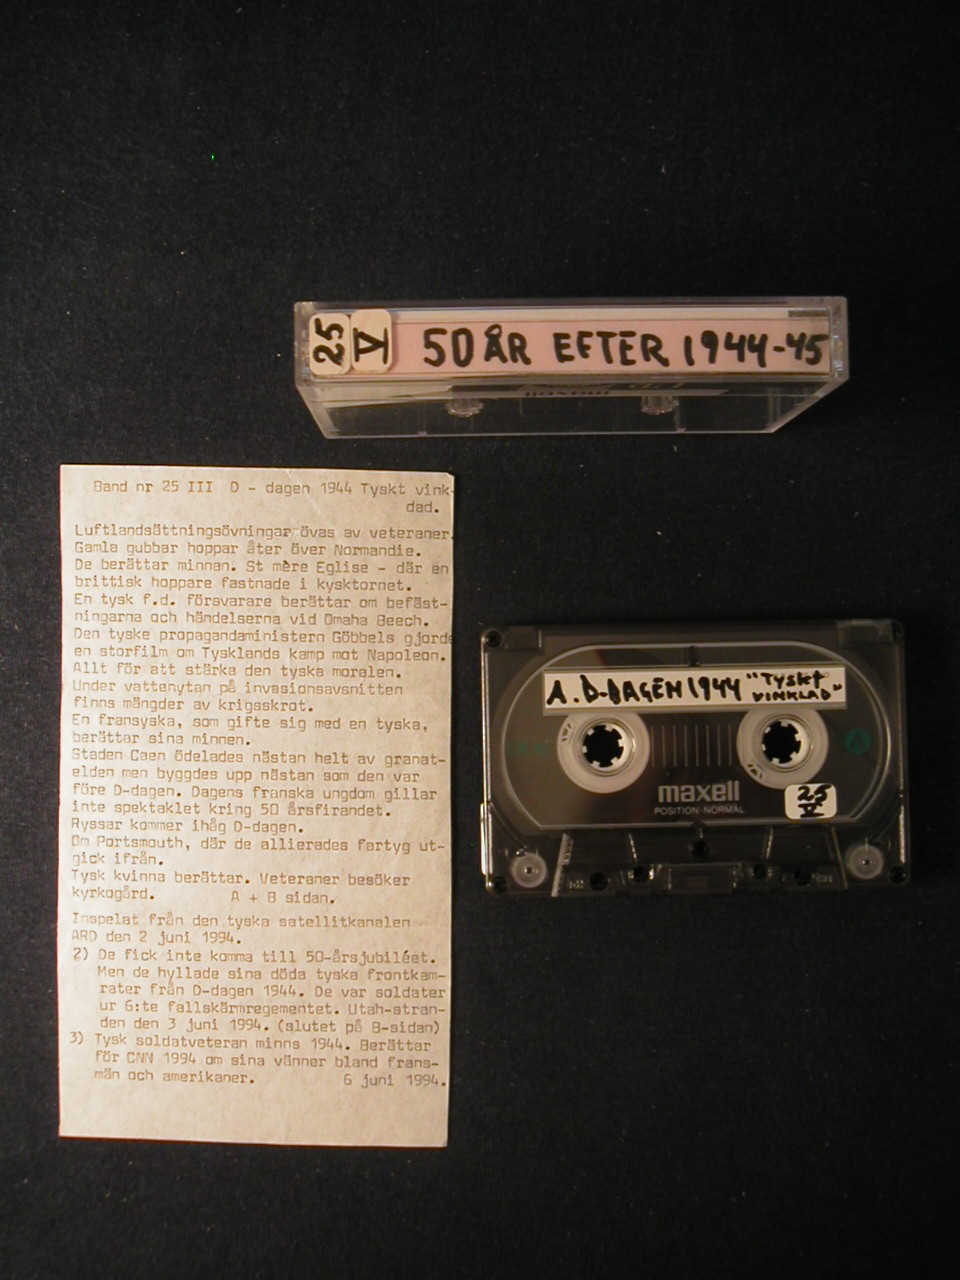 25
V
50 ÅR EFTER 1944-45
Band nr 25 III D - dagen 1944 Tyskt vink-
dad.
Luftlandsättningsövningar övas av veteraner.
Gamla gubbar hoppar åter över Normandie.
De berättar minnan. St mère Eglise - där en
brittisk hoppare fastnade i kysktornet.
En tysk f.d. försvarare berättar om befäst-
ningarna och händelserna vid Omaha Beech.
Den tyske propagandaministern Göbbels gjorde
en storfilm om Tysklands kamp mot Napoleon.
Allt för att stärka den tyska moralen.
Under vattenytan på invasionsavsnitten
finns mängder av krigsskrot.
En fransyska, som gifte sig med en tyska,
berättar sina minnen.
Staden Caen ödelades nästan helt av granat-
elden men byggdes upp nästan som den var
före D-dagen. Dagens franska ungdom gillar
inte spektaklet kring 50 årsfirandet.
Ryssar kommer ihåg D-dagen.
Om Portsmouth, där de allierades fartyg ut-
gick ifrån.
Tysk kvinna berättar. Veteraner besöker
kyrkogård. A + B sidan.
Inspelat från den tyska satellitkanalen
ARD den 2 juni 1994.
2) De fick inte komma till 50-årsjubiléet.
Men de hyllade sina döda tyska frontkam-
rater från D-dagen 1944. De var soldater
ur 6:te fallskärmregementet. Utah-stran-
den den 3 juni 1994. (slutet på B-sidan)
3) Tysk soldatveteran minns 1944. Berättar
för CNN 1994 om sina vänner bland frans-
män och amerikaner. 6 juni 1994.
A. D-DAGEN 1944 "TYSKT
VINKLAD"
A
maxell
POSITION-NORMAL
25
V